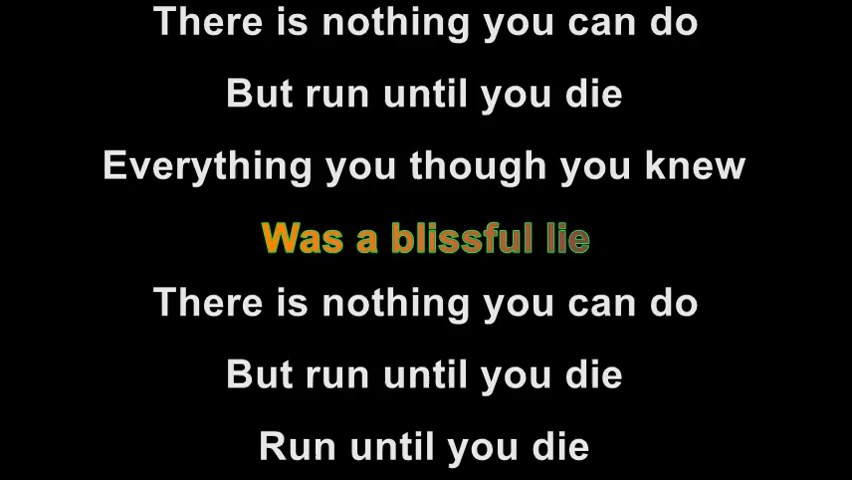 There is nothing you can do
But run until you die
Everything you though you knew
Was a blissful lie
There is nothing you can do
But run until you die
Run until you die